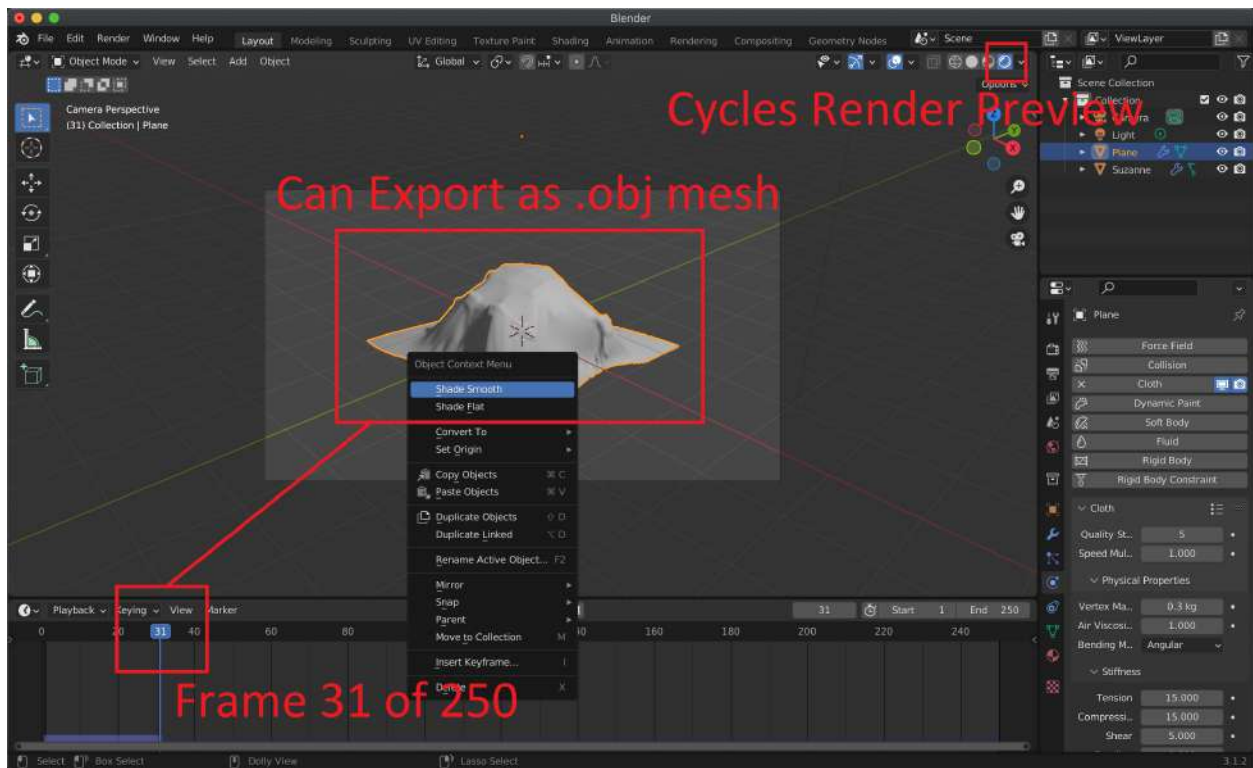 Blender
File Edit Render Window Help Layout Modeling Sculpting UV Editing Texture Paint Shading Animation Rendering Compositing Geometry Nodes Scene ViewLayer
Object Mode View Select Add Object Global
Options
Camera Perspective
(31) Collection | Plane
Cycles Render Preview
Can Export as .obj mesh
Scene Collection
Collection
Light
Plane
Suzanne
Object Context Menu
Shade Smooth
Shade Flat
Convert To
Set Origin
Copy Objects ⌘ C
Paste Objects ⌘ V
Duplicate Objects ⇧ D
Duplicate Linked ⌥ D
Rename Active Object... F2
Mirror
Snap
Parent
Move to Collection M
Insert Keyframe... I
Delete X
Plane
Force Field
Collision
Cloth
Dynamic Paint
Soft Body
Fluid
Rigid Body
Rigid Body Constraint
Cloth
Quality St.. 5
Speed Mul.. 1.000
Physical Properties
Vertex Ma.. 0.3 kg
Air Viscosi.. 1.000
Bending M.. Angular
Stiffness
Tension 15.000
Compressi.. 15.000
Shear 5.000
Playback Keying View Marker 31 Start 1 End 250
0 20 31 40 60 80 160 180 200 220 240
Frame 31 of 250
Select Box Select Dolly View Lasso Select 3.1.2